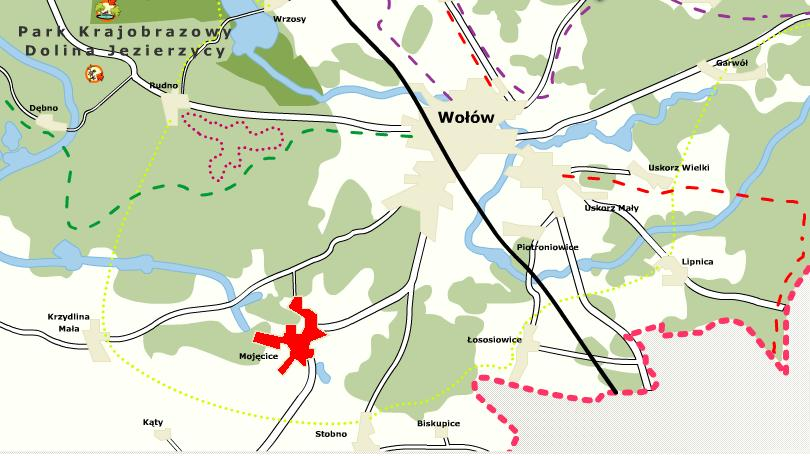 Wrzosy
Park Krajobrazowy
Dolina Jezierzycy
Garwół
Rudno
Dębno
Wołów
Uskorz Wielki
Uskorz Mały
Piotroniowice
Lipnica
Krzydlina
Mała
Łososiowice
Mojęcice
Kąty
Biskupice
Stobno